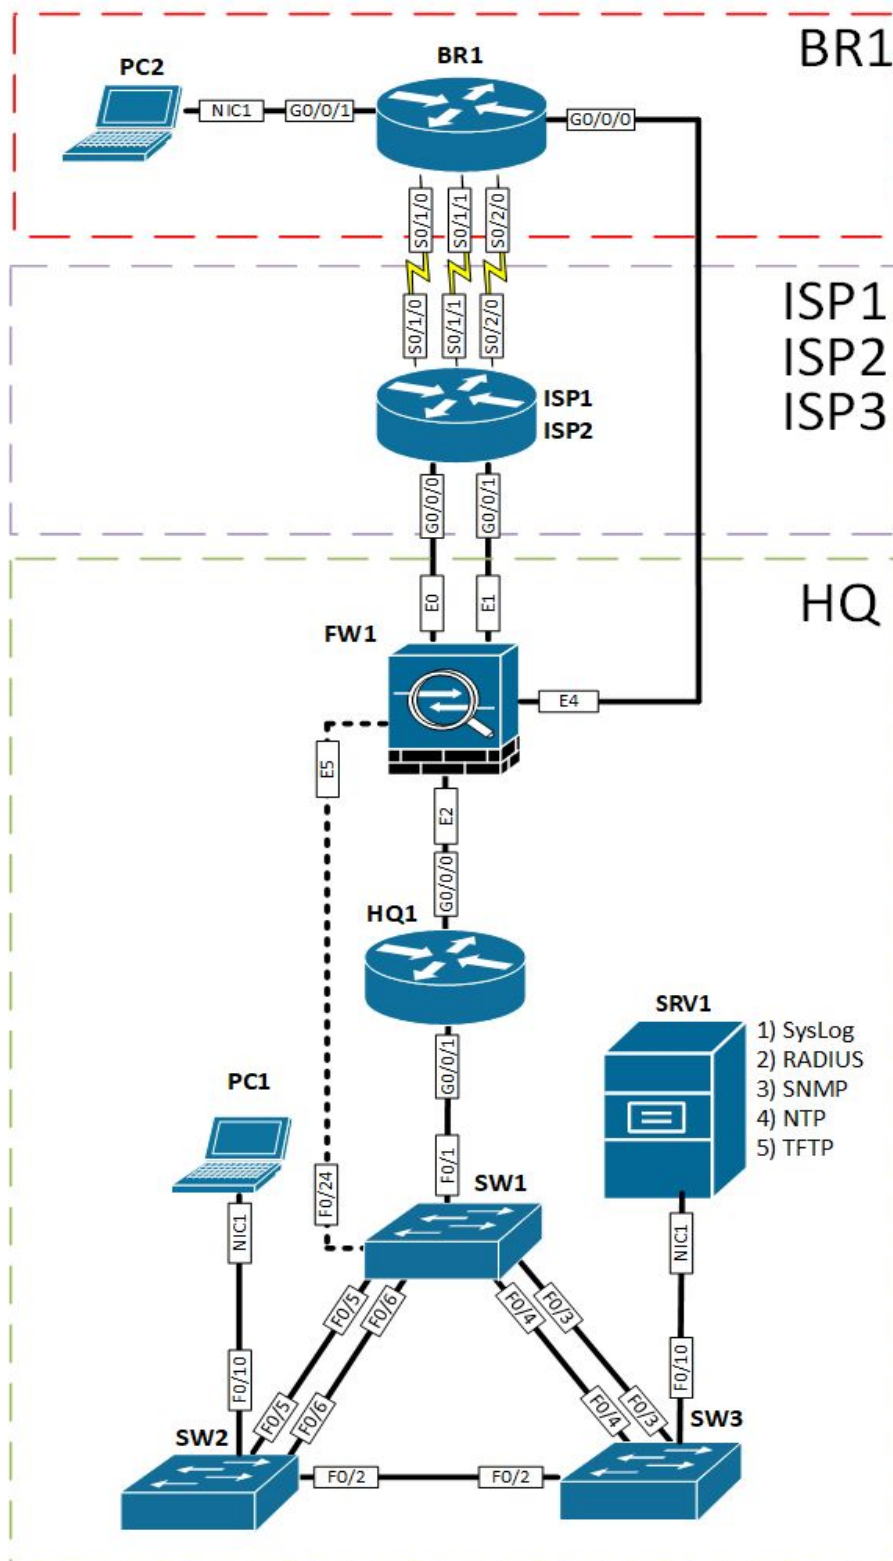 BR1
BR1
PC2
NIC1
G0/0/1
G0/0/0
S0/1/0
S0/1/1
S0/2/0
S0/1/0
S0/1/1
S0/2/0
ISP1
ISP2
ISP3
ISP1
ISP2
G0/0/0
G0/0/1
HQ
E0
E1
FW1
E4
E5
E2
G0/0/0
HQ1
SRV1
1) SysLog
2) RADIUS
3) SNMP
4) NTP
5) TFTP
G0/0/1
PC1
F0/1
F0/24
SW1
NIC1
NIC1
F0/5
F0/6
F0/4
F0/3
F0/10
F0/10
F0/5
F0/6
F0/4
F0/3
SW2
SW3
F0/2
F0/2